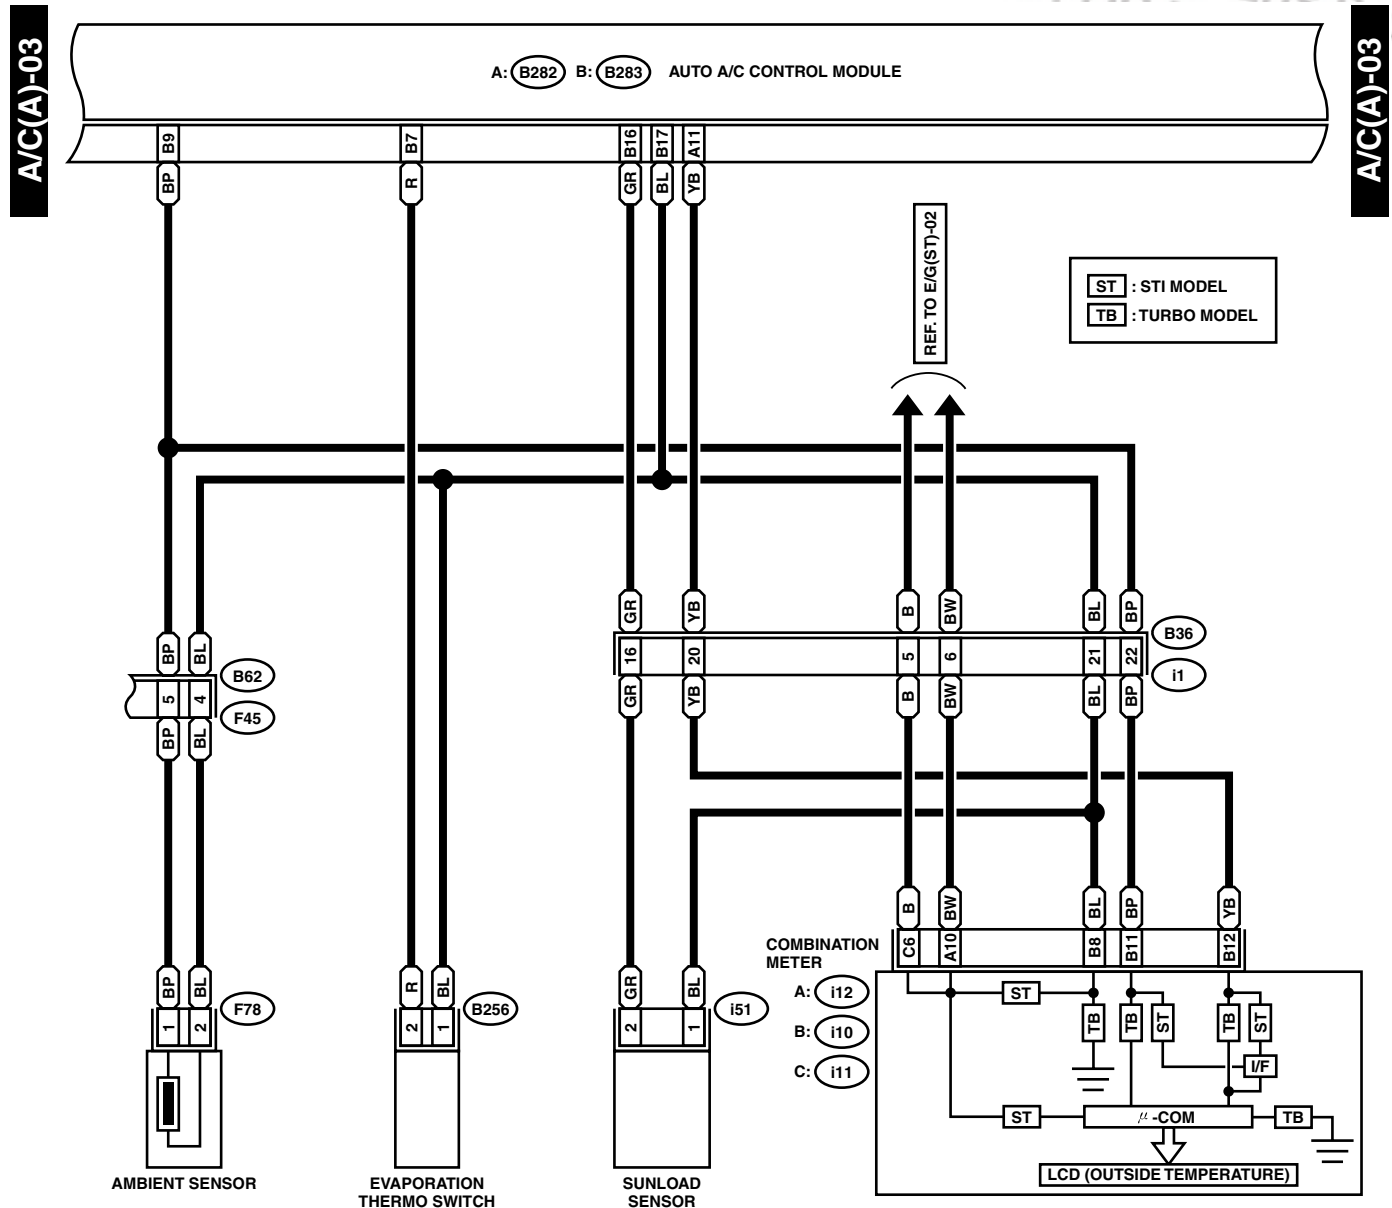 A/C(A)-03
A/C(A)-03
A: B282 B: B283 AUTO A/C CONTROL MODULE
B9 B7 B16 B17 A11
BP R GR BL YB
REF. TO E/G(ST)-02
ST : STI MODEL
TB : TURBO MODEL
GR YB B BW BL BP
B36
16 20 5 6 21 22
i1
GR YB B BW BL BP
BP BL
B62
5 4
F45
BP BL
B BW BL BP YB
C6 A10 B8 B11 B12
COMBINATION
METER
A: i12
B: i10
C: i11
BP BL R BL GR BL
1 2 F78 2 1 B256 2 1 i51
ST
TB TB ST TB ST
I/F
ST μ-COM TB
LCD (OUTSIDE TEMPERATURE)
AMBIENT SENSOR
EVAPORATION
THERMO SWITCH
SUNLOAD
SENSOR